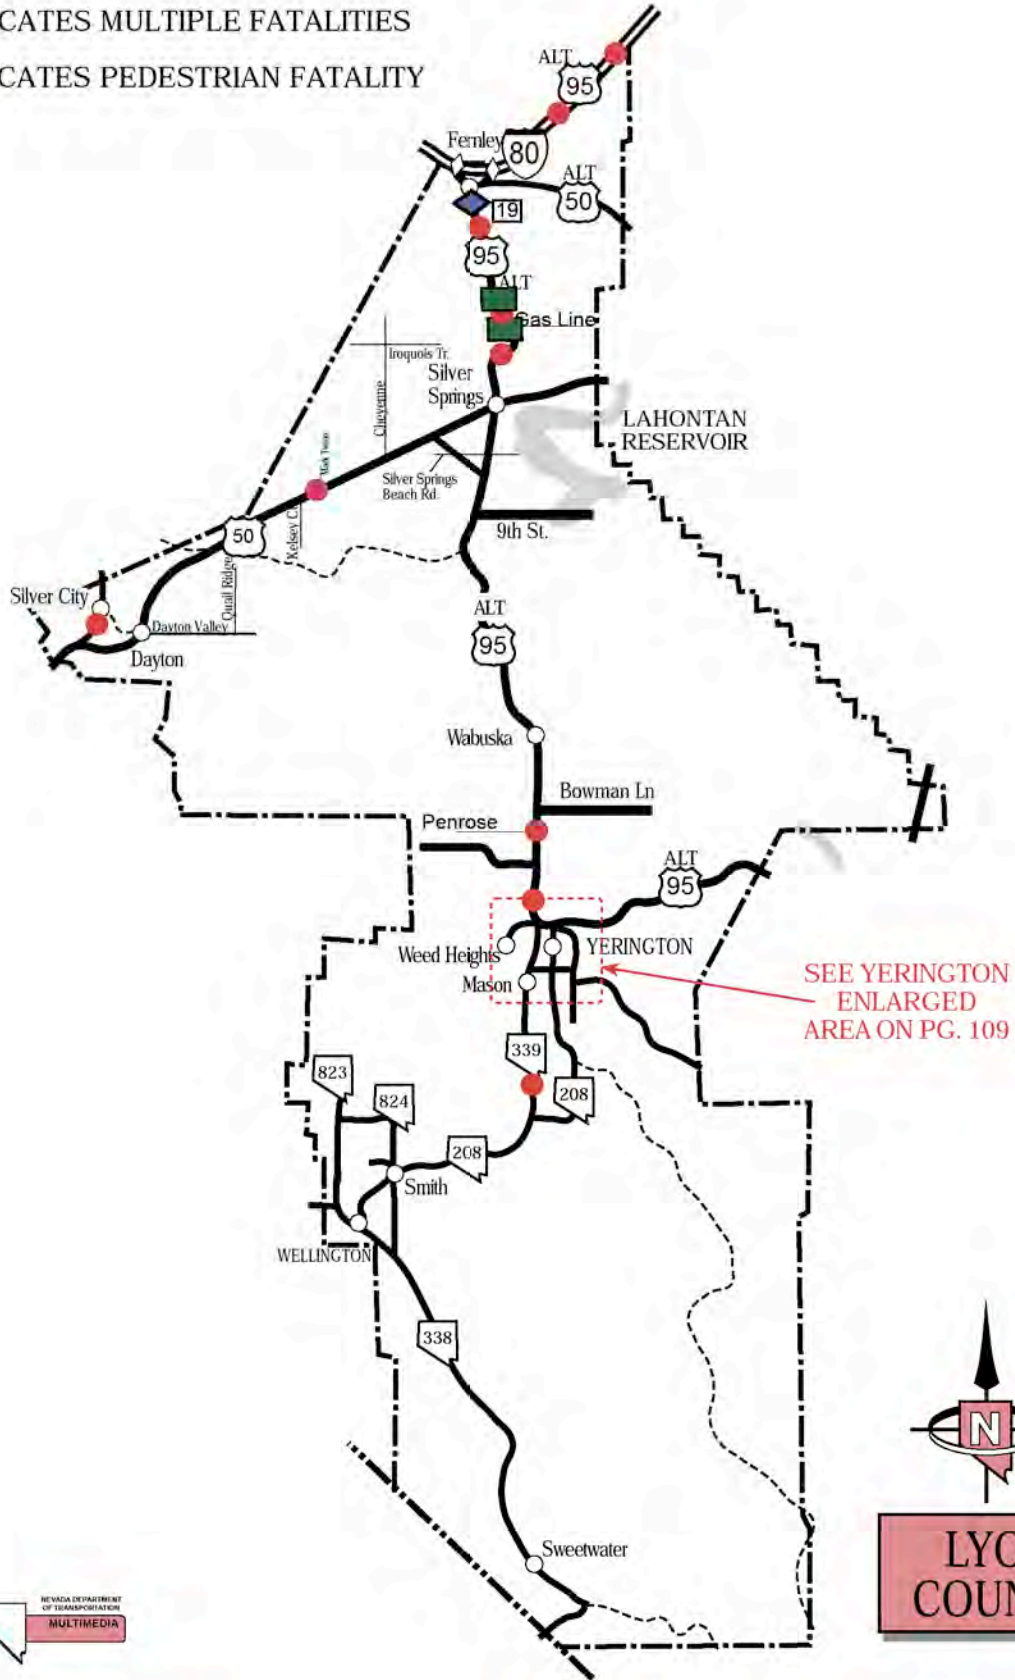 CATES MULTIPLE FATALITIES
CATES PEDESTRIAN FATALITY
ALT
95
Fernley
80
ALT
50
19
95
ALT
Gas Line
Iroquois Tr.
Silver
Springs
Cheyenne
LAHONTAN
RESERVOIR
Mark Twain
Silver Springs
Beach Rd.
50
Kelsey C
9th St.
Quail Ridge
Silver City
Dayton Valley
Dayton
ALT
95
Wabuska
Bowman Ln
Penrose
ALT
95
Weed Heights
YERINGTON
Mason
SEE YERINGTON
ENLARGED
AREA ON PG. 109
339
823
824
208
208
Smith
WELLINGTON
338
N
Sweetwater
LYO
COUN
NEVADA DEPARTMENT
OF TRANSPORTATION
MULTIMEDIA